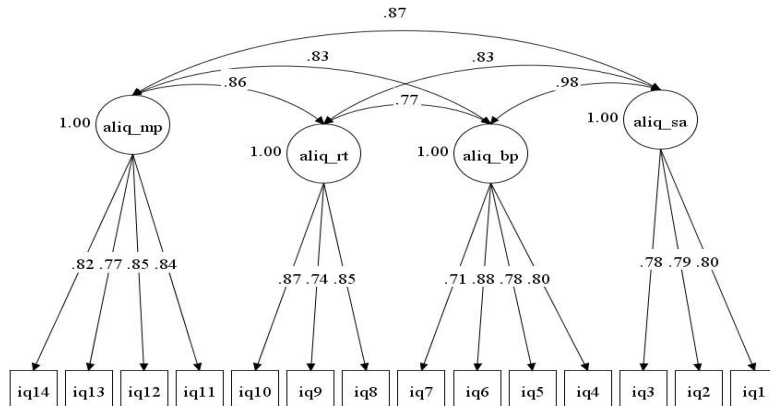 .87
.83 .83
.86 .98
.77
1.00 aliq_mp 1.00 aliq_sa
1.00 aliq_rt 1.00 aliq_bp
.82 .77 .85 .84 .87 .74 .85 .71 .88 .78 .80 .78 .79 .80
iq14 iq13 iq12 iq11 iq10 iq9 iq8 iq7 iq6 iq5 iq4 iq3 iq2 iq1